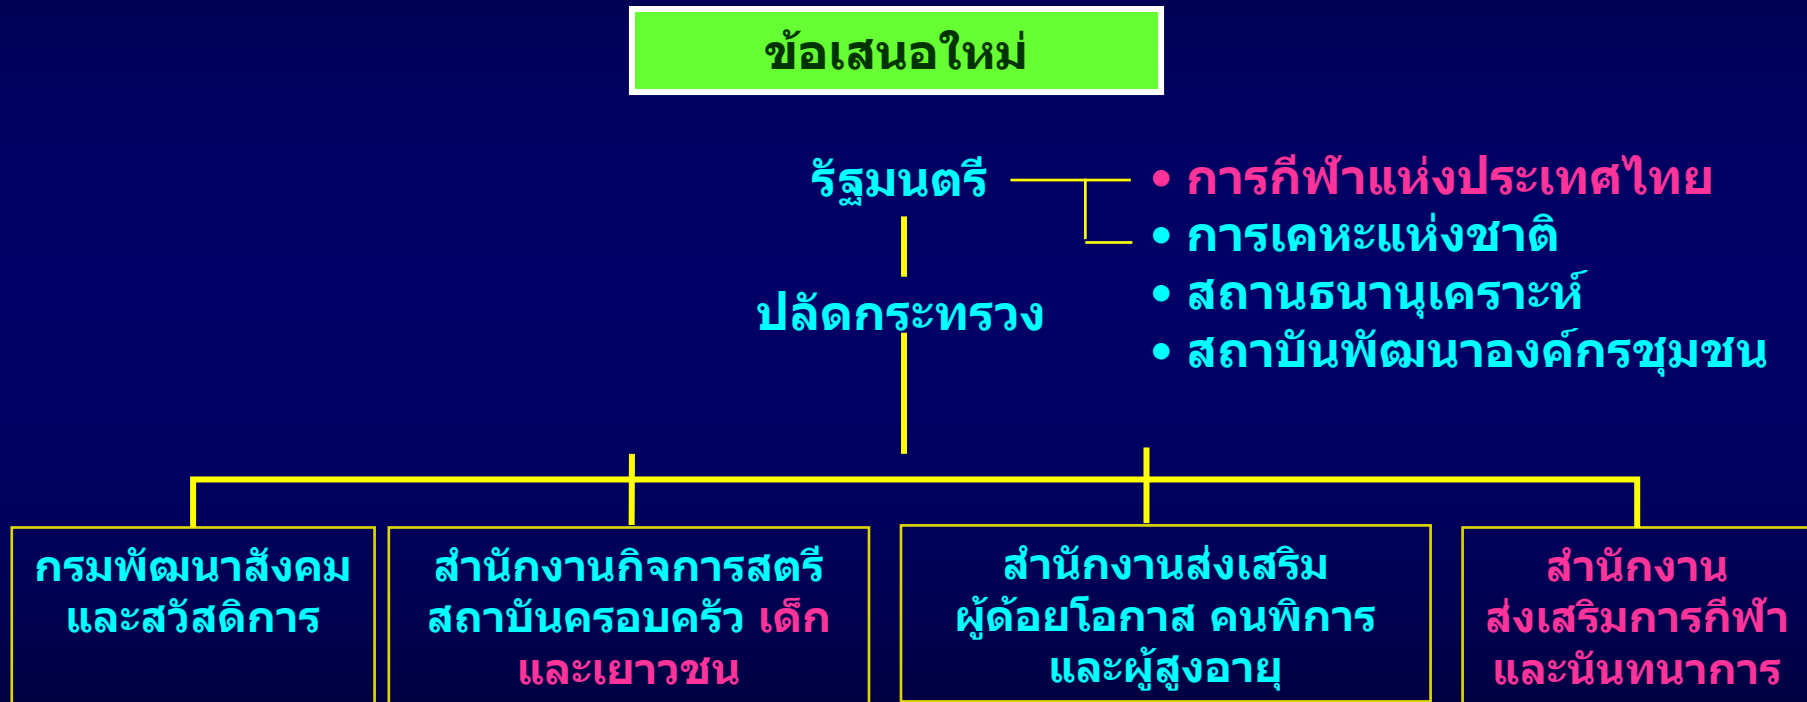 ข้อเสนอใหม่
รัฐมนตรี
• การกีฬาแห่งประเทศไทย
• การเคหะแห่งชาติ
• สถานธนานุเคราะห์
• สถาบันพัฒนาองค์กรชุมชน
ปลัดกระทรวง
กรมพัฒนาสังคม
และสวัสดิการ
สำนักงานกิจการสตรี
สถาบันครอบครัว เด็ก
และเยาวชน
สำนักงานส่งเสริม
ผู้ด้อยโอกาส คนพิการ
และผู้สูงอายุ
สำนักงาน
ส่งเสริมการกีฬา
และนันทนาการ